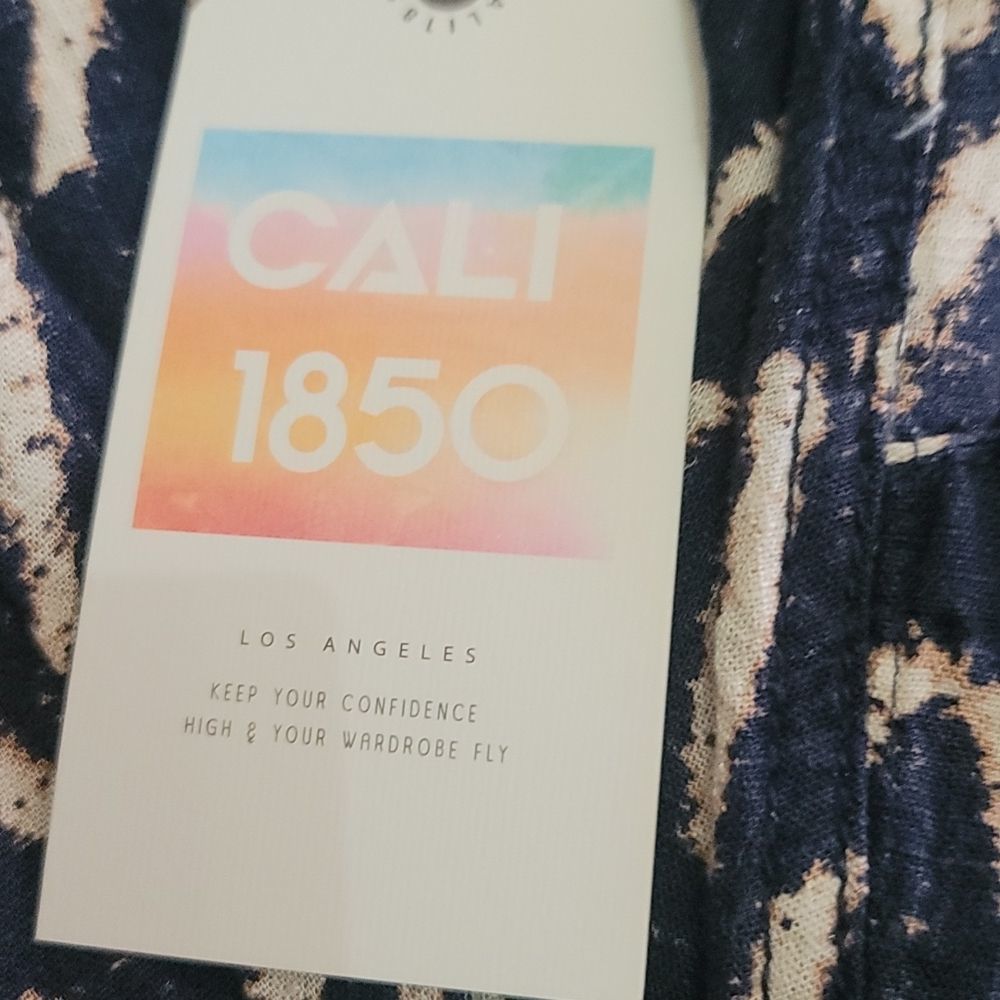 CALI
1850
LOS ANGELES
KEEP YOUR CONFIDENCE
HIGH & YOUR WARDROBE FLY